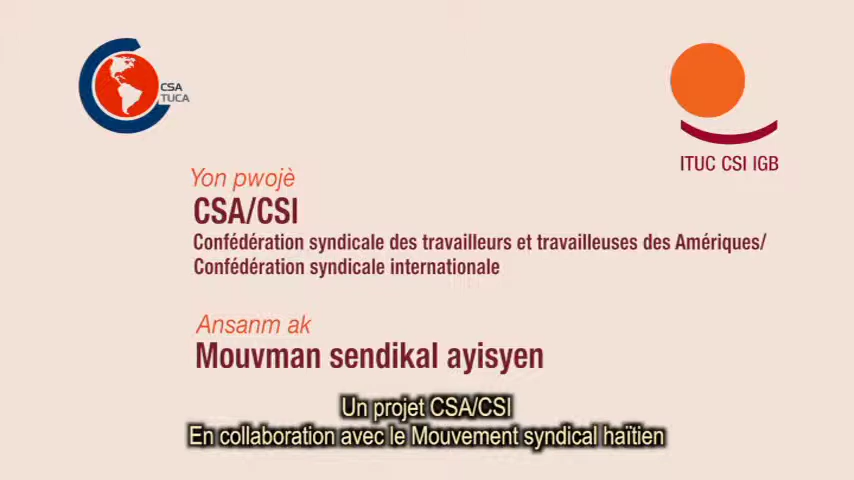 CSA
TUCA
ITUC CSI IGB
Yon pwojè
CSA/CSI
Confédération syndicale des travailleurs et travailleuses des Amériques/
Confédération syndicale internationale
Ansanm ak
Mouvman sendikal ayisyen
Un projet CSA/CSI
En collaboration avec le Mouvement syndical haïtien